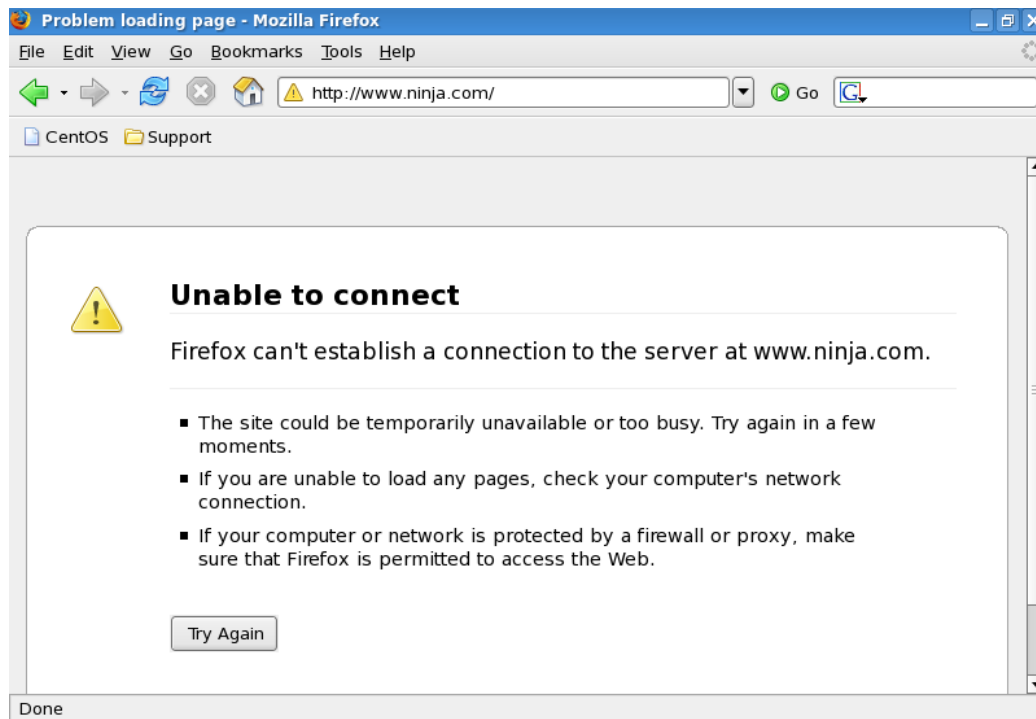 Problem loading page - Mozilla Firefox
File Edit View Go Bookmarks Tools Help
http://www.ninja.com/ Go G
CentOS Support
Unable to connect
Firefox can't establish a connection to the server at www.ninja.com.
The site could be temporarily unavailable or too busy. Try again in a few
moments.
If you are unable to load any pages, check your computer's network
connection.
If your computer or network is protected by a firewall or proxy, make
sure that Firefox is permitted to access the Web.
Try Again
Done